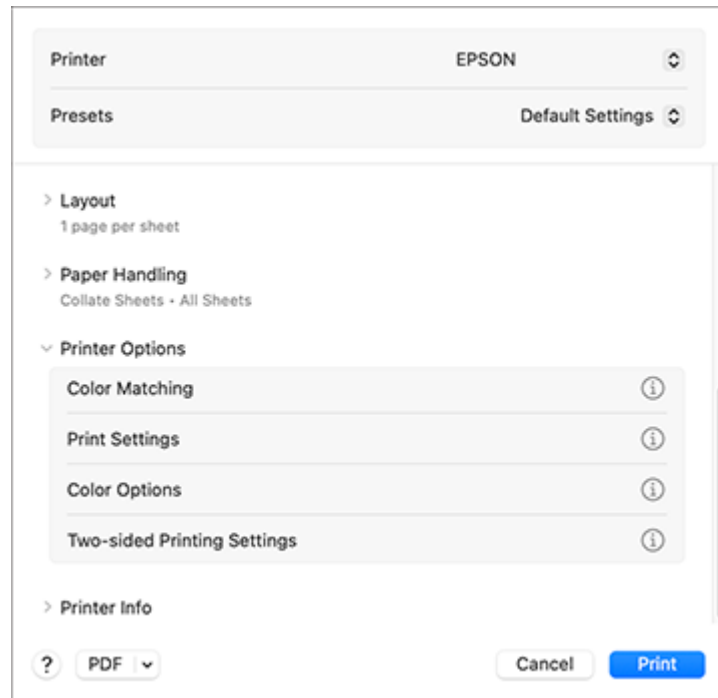 Printer EPSON
Presets Default Settings
Layout
1 page per sheet
Paper Handling
Collate Sheets • All Sheets
Printer Options
Color Matching
Print Settings
Color Options
Two-sided Printing Settings
Printer Info
? PDF Cancel Print